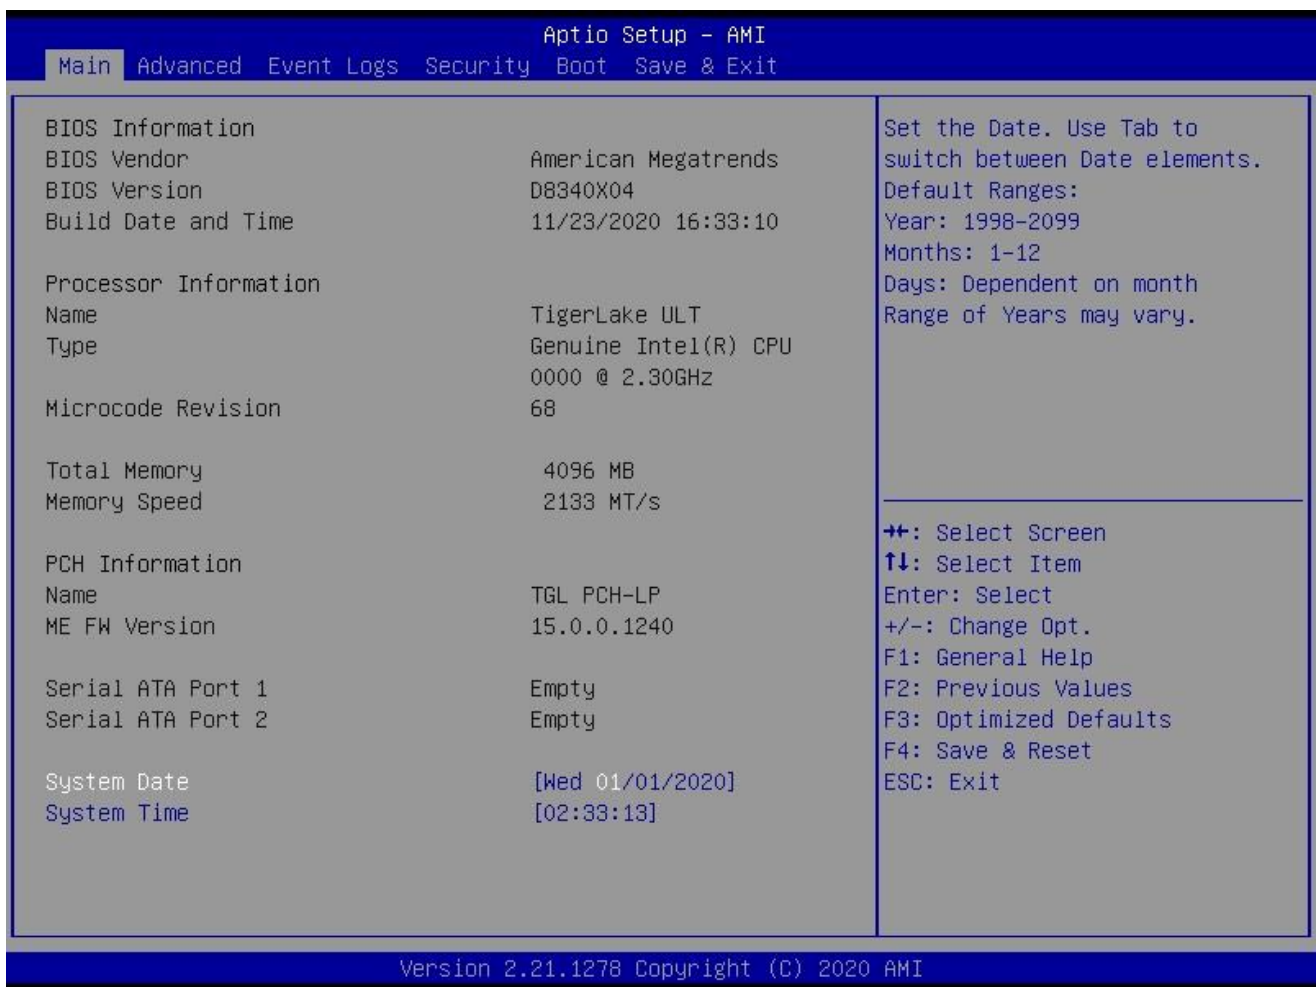 Aptio Setup – AMI
Main Advanced Event Logs Security Boot Save & Exit
BIOS Information
BIOS Vendor American Megatrends
BIOS Version D8340X04
Build Date and Time 11/23/2020 16:33:10
Processor Information
Name TigerLake ULT
Type Genuine Intel(R) CPU
0000 @ 2.30GHz
Microcode Revision 68
Total Memory 4096 MB
Memory Speed 2133 MT/s
PCH Information
Name TGL PCH-LP
ME FW Version 15.0.0.1240
Serial ATA Port 1 Empty
Serial ATA Port 2 Empty
System Date [Wed 01/01/2020]
System Time [02:33:13]
Set the Date. Use Tab to
switch between Date elements.
Default Ranges:
Year: 1998-2099
Months: 1-12
Days: Dependent on month
Range of Years may vary.
→←: Select Screen
↑↓: Select Item
Enter: Select
+/-: Change Opt.
F1: General Help
F2: Previous Values
F3: Optimized Defaults
F4: Save & Reset
ESC: Exit
Version 2.21.1278 Copyright (C) 2020 AMI